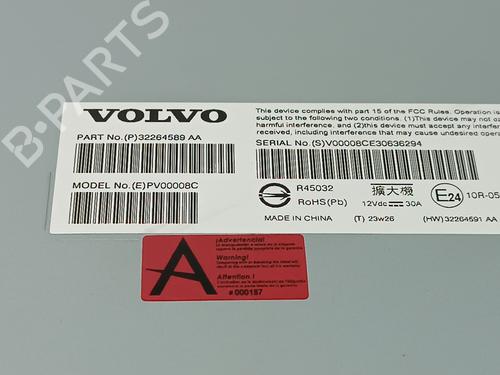 B-PARTS
VOLVO
PART No.(P)32264589 AA
MODEL No.(E)PV00008C
This device complies with part 15 of the FCC Rules. Operation is
subject to the following two conditions. (1)This device may not
harmful interference, and (2) this device must accept any
received, including interference that may cause undesired operation
SERIAL No.(S)V00008CE30636294
R45032
RoHS(Pb)
擴大機
12Vdc 30A
E24
10R-05
MADE IN CHINA
(T) 23w26
(HW)32264591 AA
A
¡Advertencia!
Warning!
Attention !
#000187